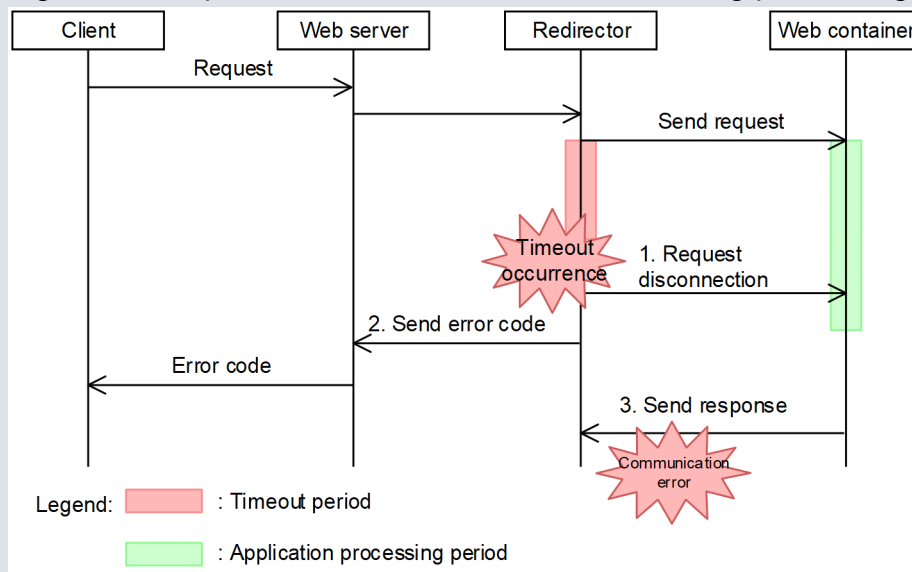 Client
Web server
Redirector
Web container
Request
Send request
Timeout
occurrence
1. Request
disconnection
2. Send error code
Error code
3. Send response
Communication
error
Legend:
: Timeout period
: Application processing period